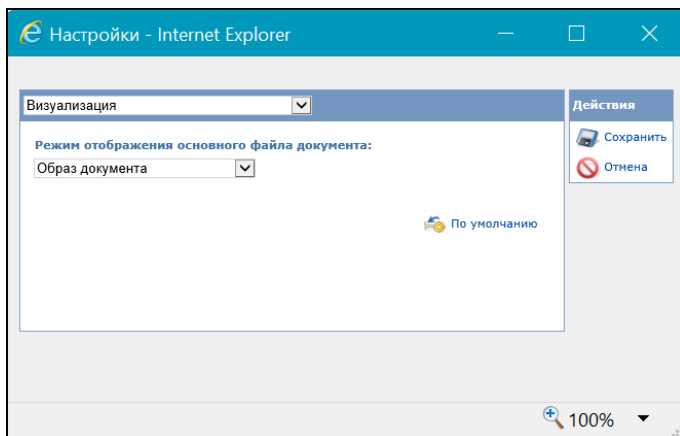 Настройки - Internet Explorer
Визуализация
Действия
Режим отображения основного файла документа:
Образ документа
Сохранить
Отмена
По умолчанию
100%